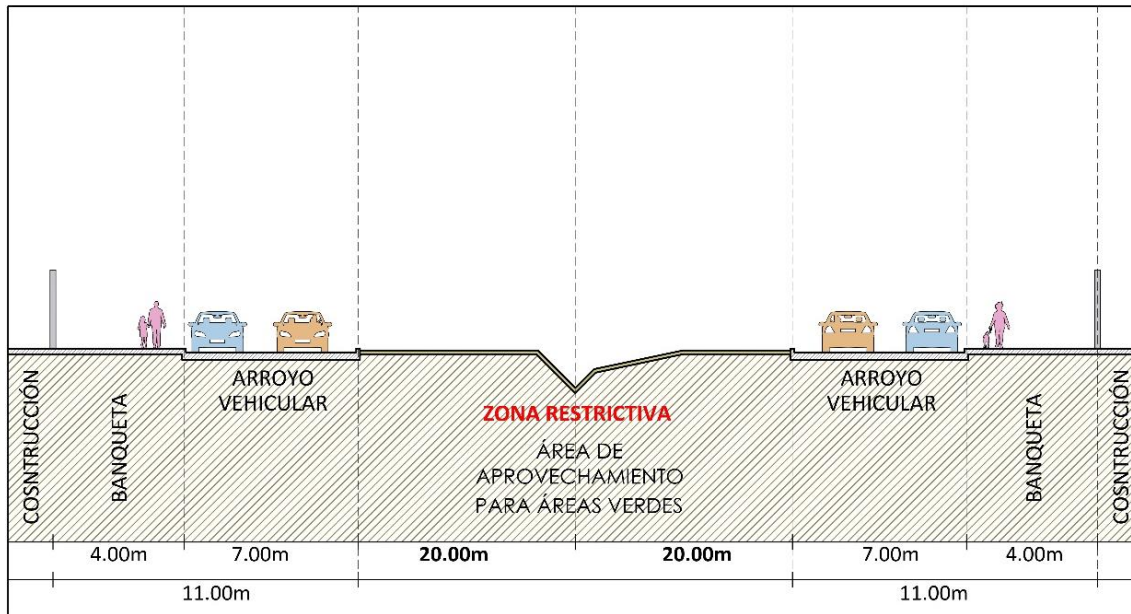 COSNTRUCCIÓN
BANQUETA
ARROYO
VEHICULAR
ZONA RESTRICTIVA
ÁREA DE
APROVECHAMIENTO
PARA ÁREAS VERDES
ARROYO
VEHICULAR
BANQUETA
COSNTRUCCIÓN
4.00m 7.00m 20.00m 20.00m 7.00m 4.00m
11.00m 11.00m